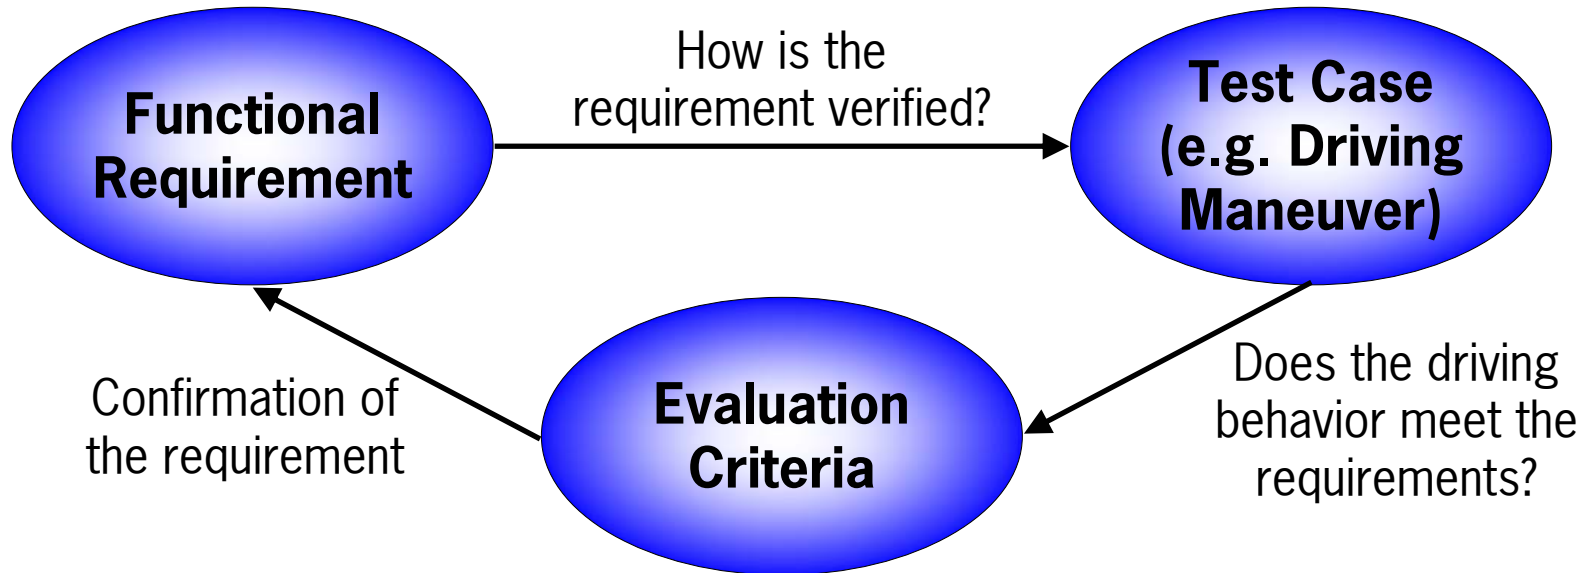 Functional
Requirement
How is the
requirement verified?
Test Case
(e.g. Driving
Maneuver)
Confirmation of
the requirement
Evaluation
Criteria
Does the driving
behavior meet the
requirements?